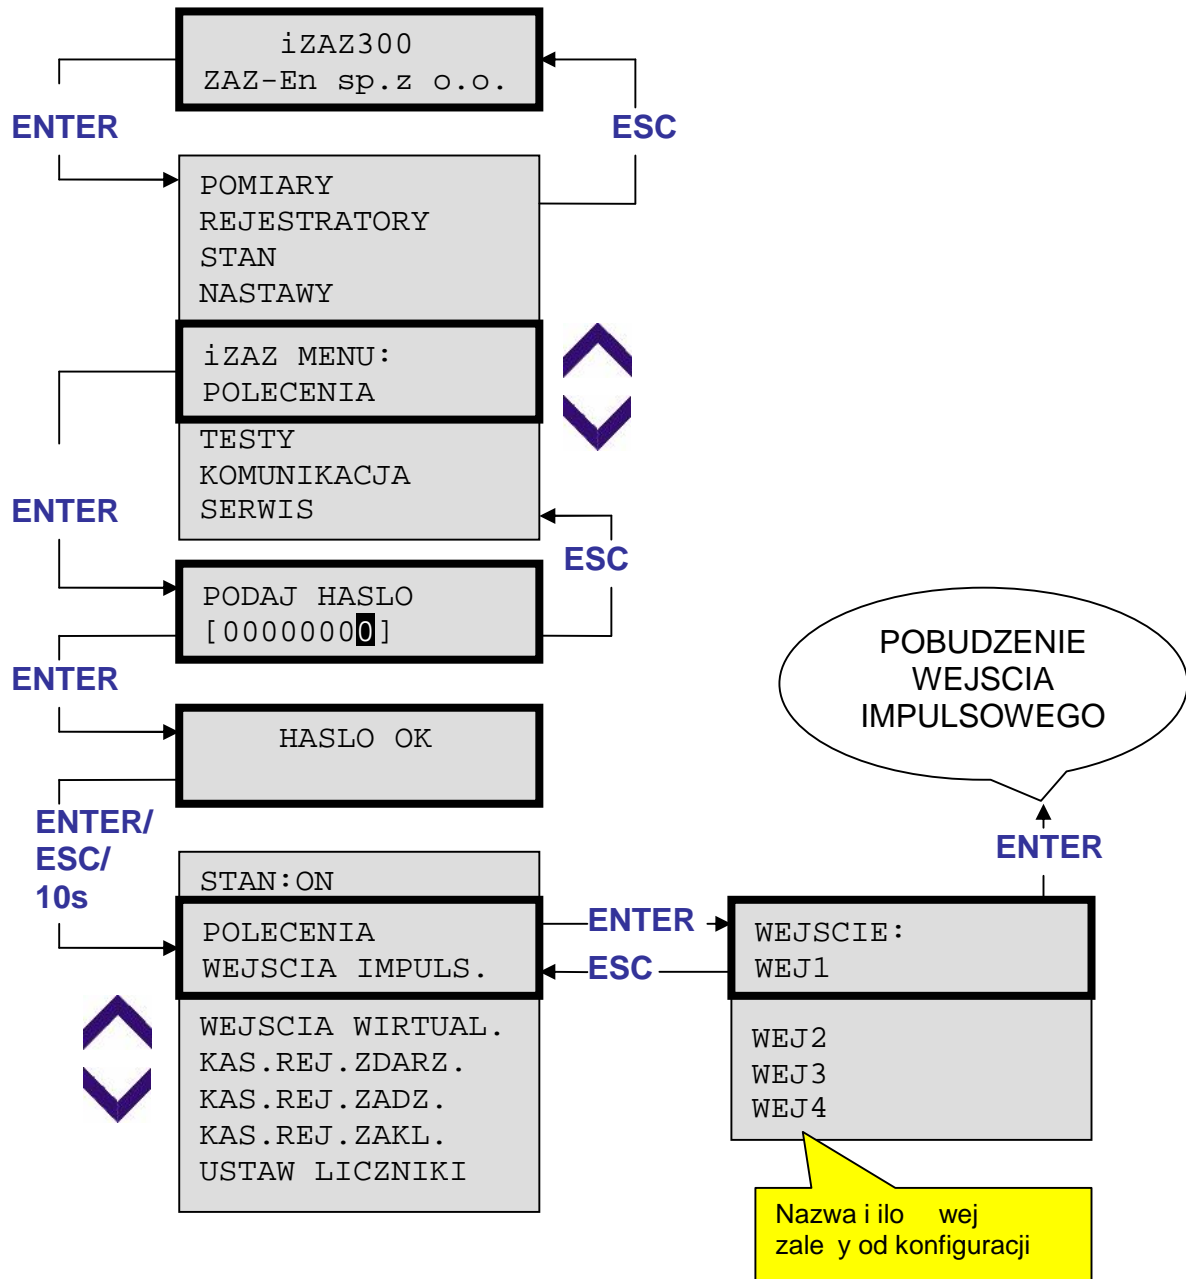 iZAZ300
ZAZ-En sp.z o.o.
ENTER
ESC
POMIARY
REJESTRATORY
STAN
NASTAWY
iZAZ MENU:
POLECENIA
TESTY
KOMUNIKACJA
SERWIS
ENTER
ESC
PODAJ HASLO
[00000000]
ENTER
HASLO OK
POBUDZENIE
WEJSCIA
IMPULSOWEGO
ENTER/
ESC/
10s
ENTER
STAN:ON
POLECENIA
WEJSCIA IMPULS.
ENTER
ESC
WEJSCIE:
WEJ1
WEJSCIA WIRTUAL.
KAS.REJ.ZDARZ.
KAS.REJ.ZADZ.
KAS.REJ.ZAKL.
USTAW LICZNIKI
WEJ2
WEJ3
WEJ4
Nazwa i ilo wej
zale y od konfiguracji